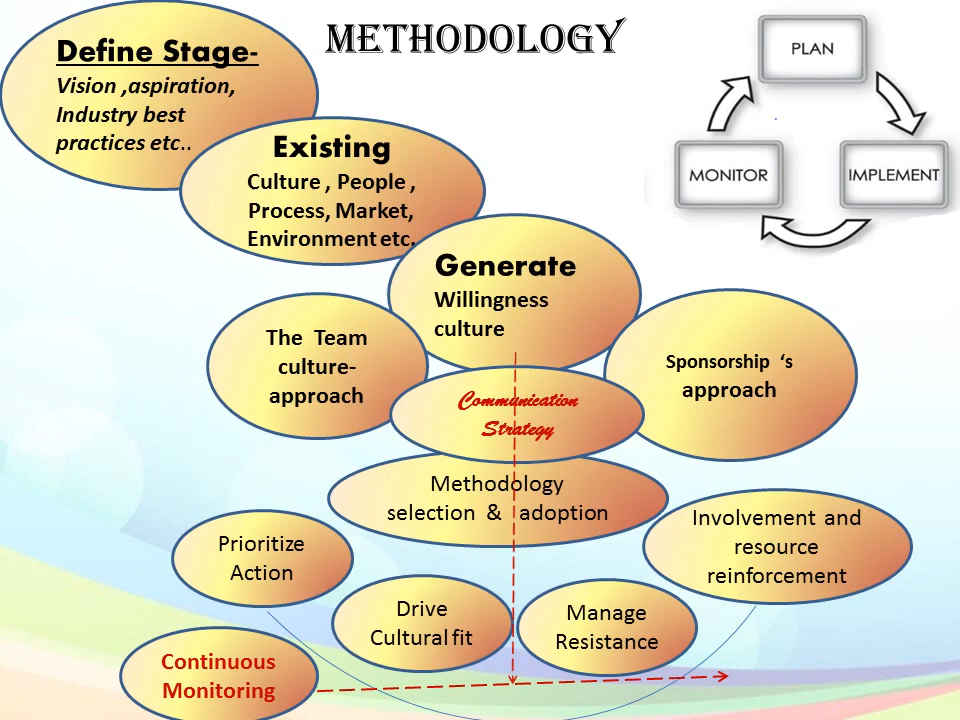 METHODOLOGY
Define Stage-
Vision ,aspiration,
Industry best
practices etc..
Existing
Culture , People ,
Process, Market,
Environment etc.
Generate
Willingness
culture
The Team
culture-
approach
Sponsorship ‘s
approach
Communication
Strategy
Methodology
selection & adoption
Involvement and
resource
reinforcement
Prioritize
Action
Drive
Cultural fit
Manage
Resistance
Continuous
Monitoring
PLAN
MONITOR
IMPLEMENT